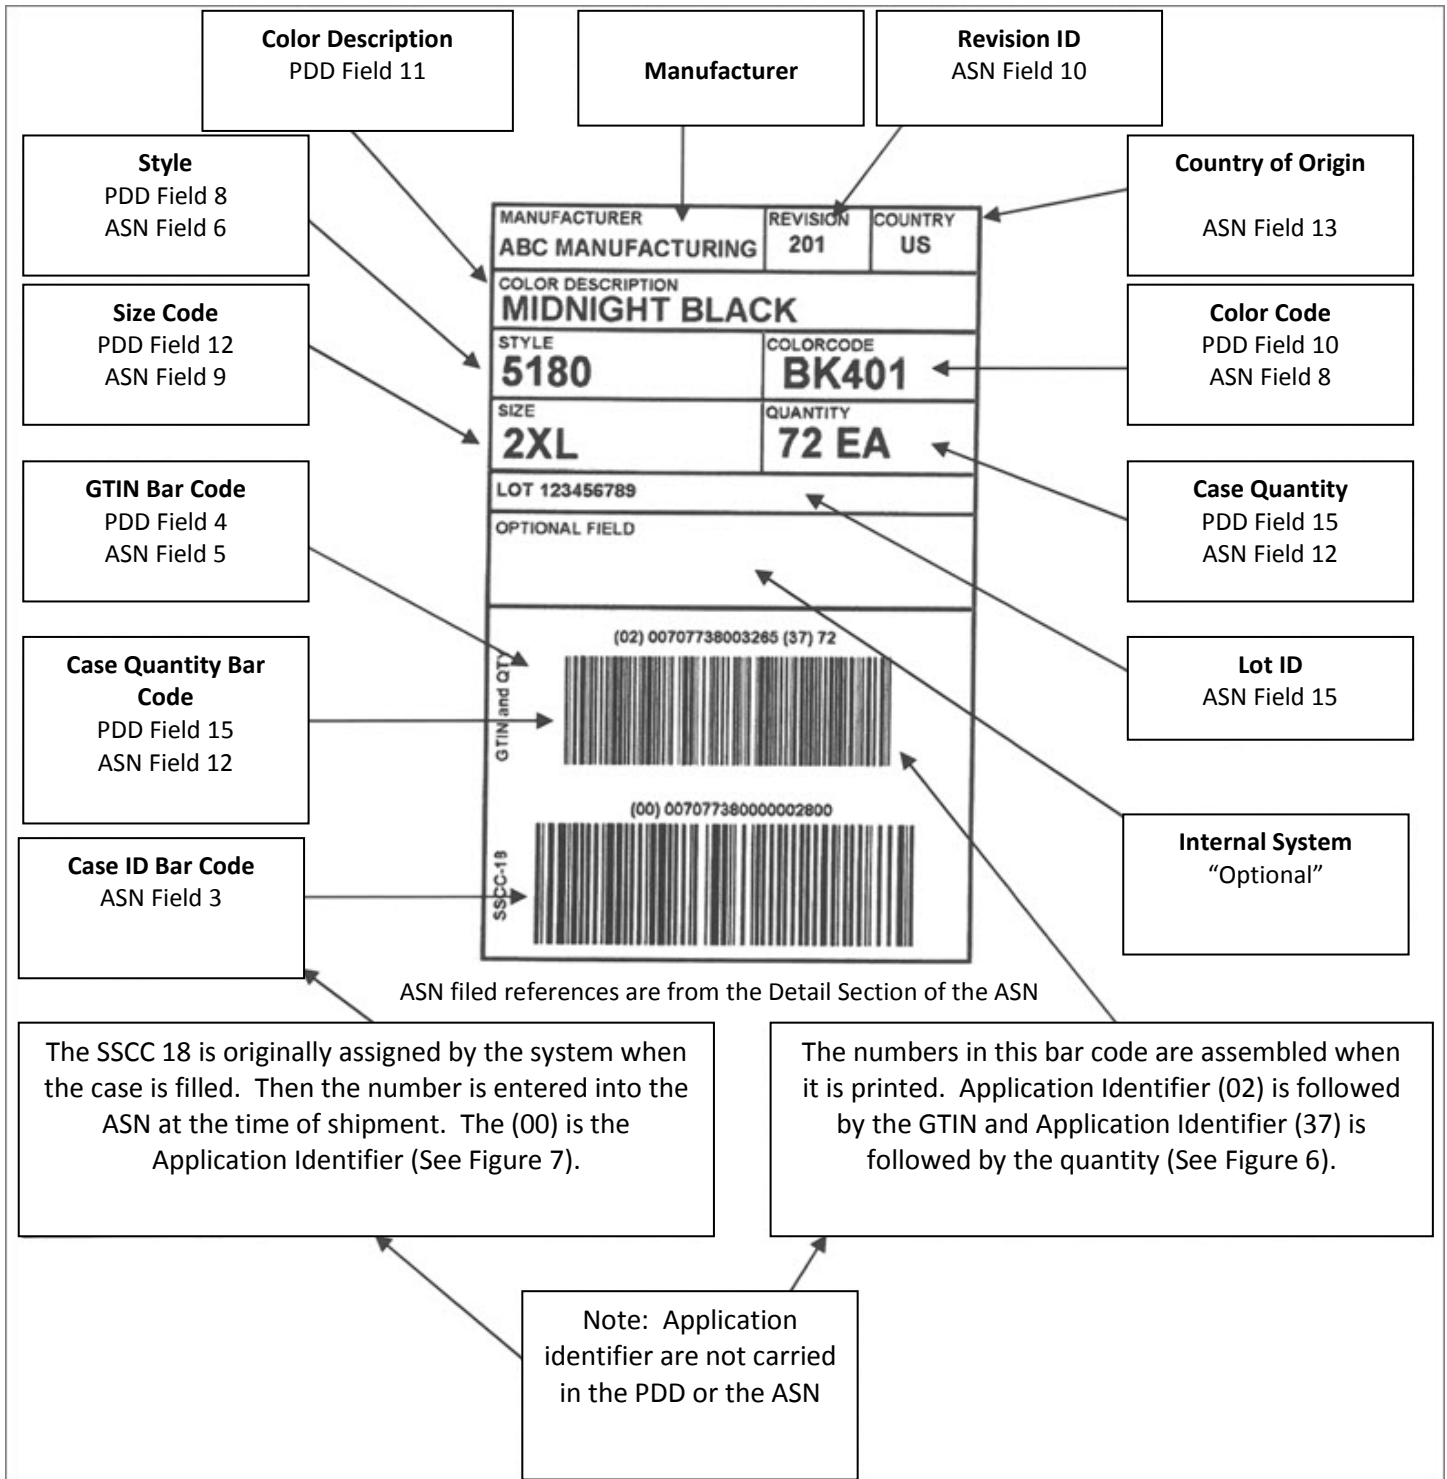 Color Description
PDD Field 11
Manufacturer
Revision ID
ASN Field 10
Style
PDD Field 8
ASN Field 6
Country of Origin
ASN Field 13
Size Code
PDD Field 12
ASN Field 9
Color Code
PDD Field 10
ASN Field 8
GTIN Bar Code
PDD Field 4
ASN Field 5
Case Quantity
PDD Field 15
ASN Field 12
Case Quantity Bar
Code
PDD Field 15
ASN Field 12
Lot ID
ASN Field 15
Case ID Bar Code
ASN Field 3
Internal System
“Optional”
MANUFACTURER
ABC MANUFACTURING
REVISION
201
COUNTRY
US
COLOR DESCRIPTION
MIDNIGHT BLACK
STYLE
5180
COLORCODE
BK401
SIZE
2XL
QUANTITY
72 EA
LOT 123456789
OPTIONAL FIELD
(02) 00707738003265 (37) 72
GTIN and QTY
(00) 007077380000002800
SSCC-18
ASN filed references are from the Detail Section of the ASN
The SSCC 18 is originally assigned by the system when
the case is filled.  Then the number is entered into the
ASN at the time of shipment.  The (00) is the
Application Identifier (See Figure 7).
The numbers in this bar code are assembled when
it is printed.  Application Identifier (02) is followed
by the GTIN and Application Identifier (37) is
followed by the quantity (See Figure 6).
Note:  Application
identifier are not carried
in the PDD or the ASN